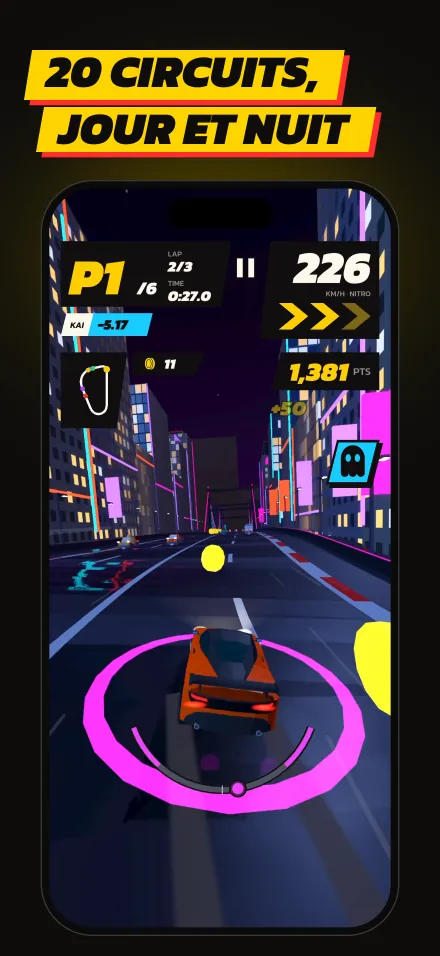 20 CIRCUITS,
JOUR ET NUIT
P1 /6
LAP
2/3
TIME
0:27.0
226
KM/H · NITRO
KAI -5.17
11
1,381 PTS
+50